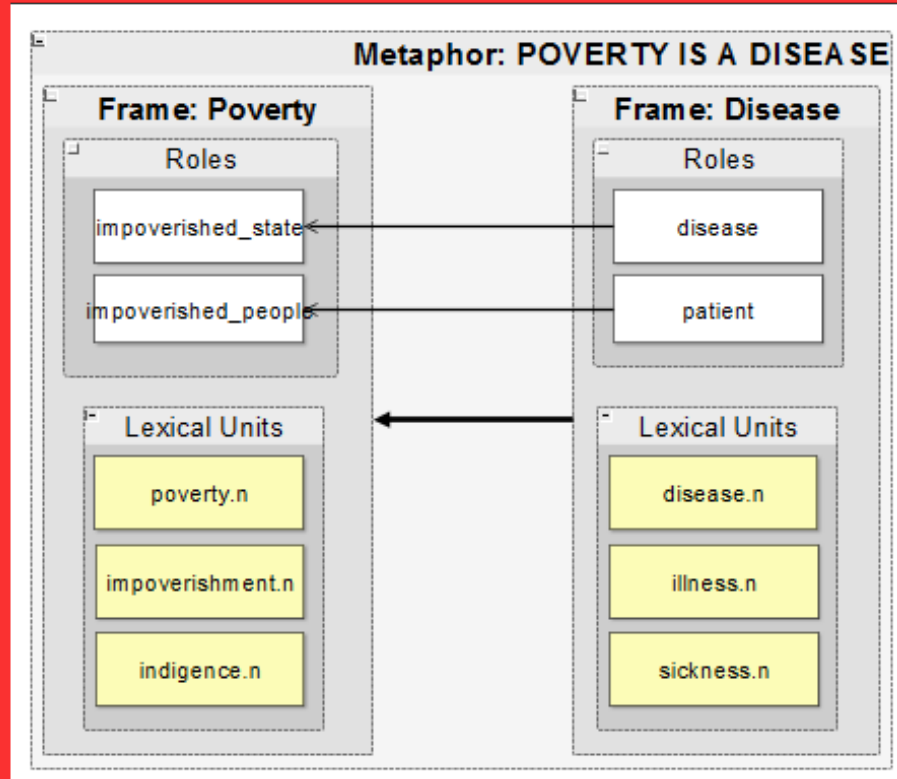 Metaphor: POVERTY IS A DISEASE
Frame: Poverty
Roles
impoverished_state
impoverished_people
Lexical Units
poverty.n
impoverishment.n
indigence.n
Frame: Disease
Roles
disease
patient
Lexical Units
disease.n
illness.n
sickness.n